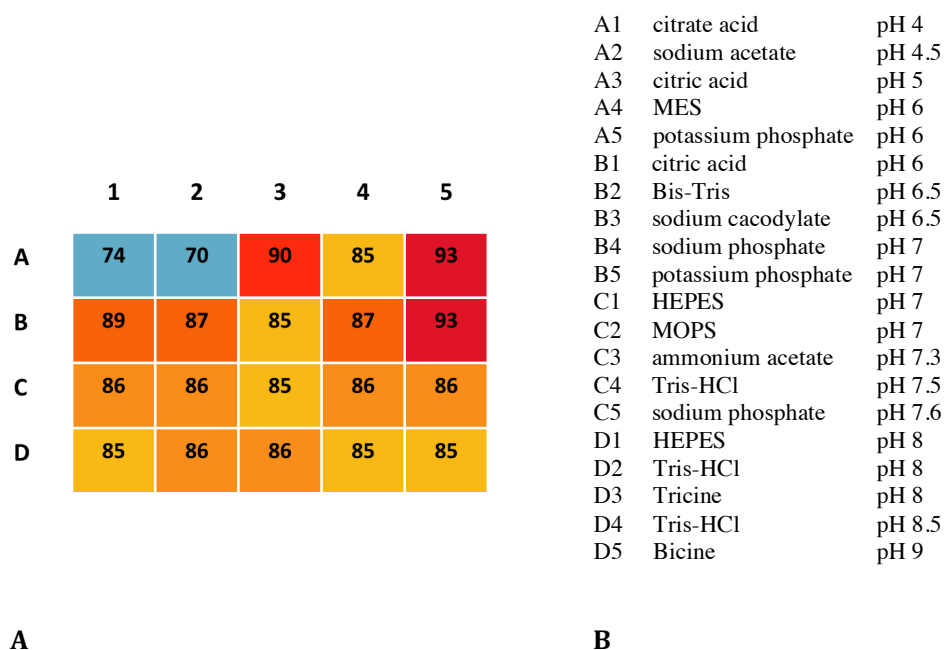 1 2 3 4 5
A 74 70 90 85 93
B 89 87 85 87 93
C 86 86 85 86 86
D 85 86 86 85 85
A
A1 citrate acid pH 4
A2 sodium acetate pH 4.5
A3 citric acid pH 5
A4 MES pH 6
A5 potassium phosphate pH 6
B1 citric acid pH 6
B2 Bis-Tris pH 6.5
B3 sodium cacodylate pH 6.5
B4 sodium phosphate pH 7
B5 potassium phosphate pH 7
C1 HEPES pH 7
C2 MOPS pH 7
C3 ammonium acetate pH 7.3
C4 Tris-HCl pH 7.5
C5 sodium phosphate pH 7.6
D1 HEPES pH 8
D2 Tris-HCl pH 8
D3 Tricine pH 8
D4 Tris-HCl pH 8.5
D5 Bicine pH 9
B